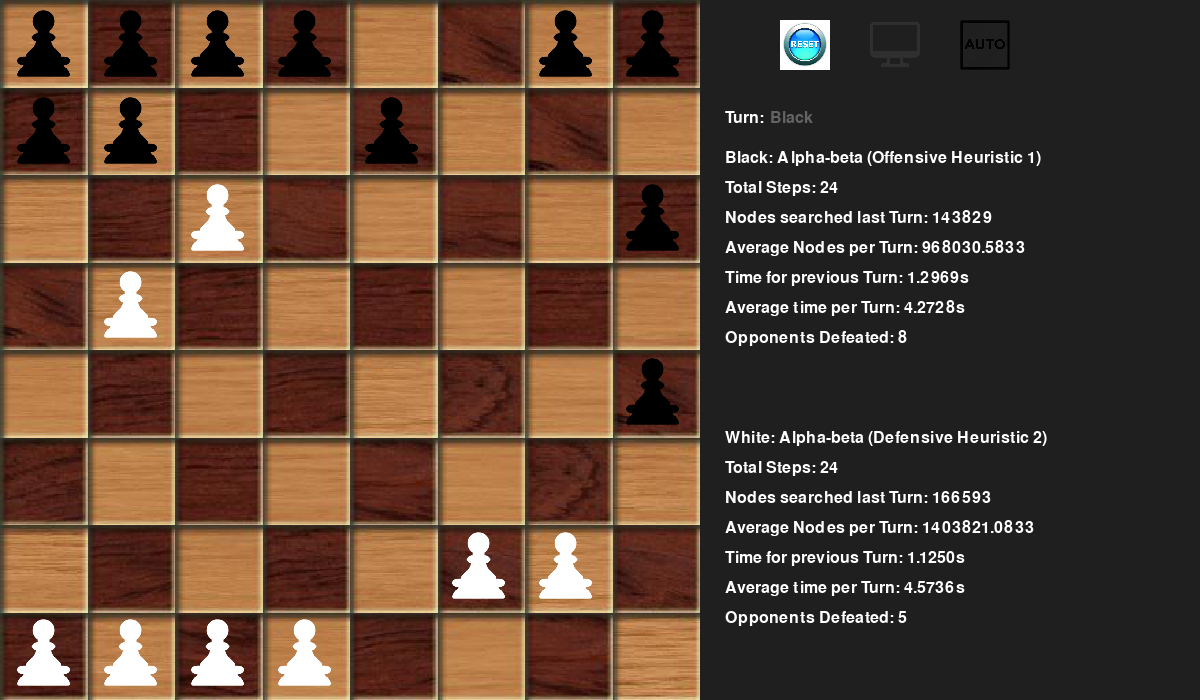 RESET
AUTO
Turn: Black
Black: Alpha-beta (Offensive Heuristic 1)
Total Steps: 24
Nodes searched last Turn: 143829
Average Nodes per Turn: 968030.5833
Time for previous Turn: 1.2969s
Average time per Turn: 4.2728s
Opponents Defeated: 8
White: Alpha-beta (Defensive Heuristic 2)
Total Steps: 24
Nodes searched last Turn: 166593
Average Nodes per Turn: 1403821.0833
Time for previous Turn: 1.1250s
Average time per Turn: 4.5736s
Opponents Defeated: 5